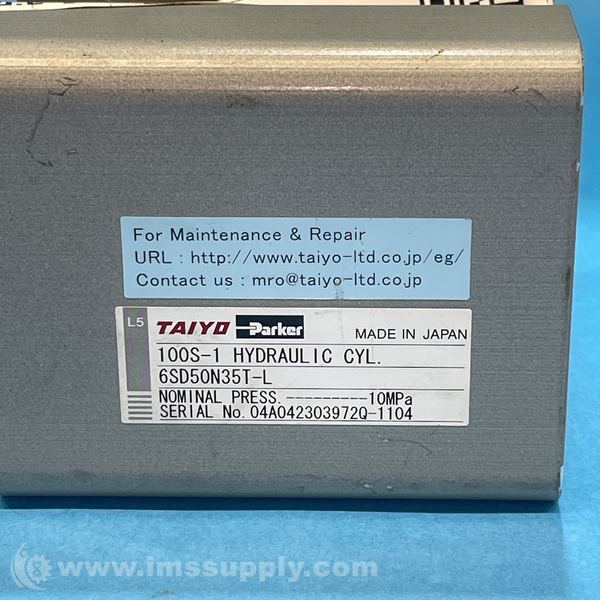 For Maintenance & Repair
URL : http://www.taiyo-ltd.co.jp/eg/
Contact us : mro@taiyo-ltd.co.jp
L5 TAIYO Parker MADE IN JAPAN
100S-1 HYDRAULIC CYL.
6SD50N35T-L
NOMINAL PRESS.---------10MPa
SERIAL No.04A042303972Q-1104
www.imssupply.com/